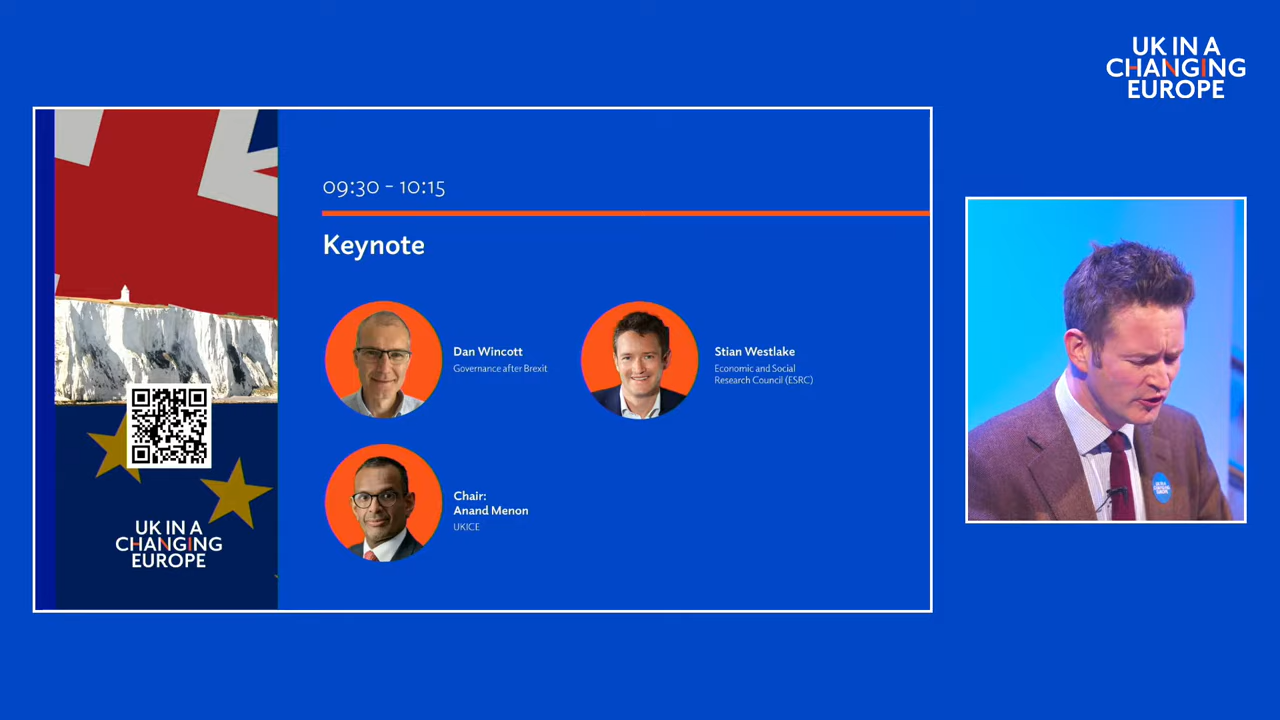 UK IN A
CHANGING
EUROPE
09:30 - 10:15
Keynote
Dan Wincott
Governance after Brexit
Stian Westlake
Economic and Social
Research Council (ESRC)
Chair:
Anand Menon
UKICE
UK IN A
CHANGING
EUROPE